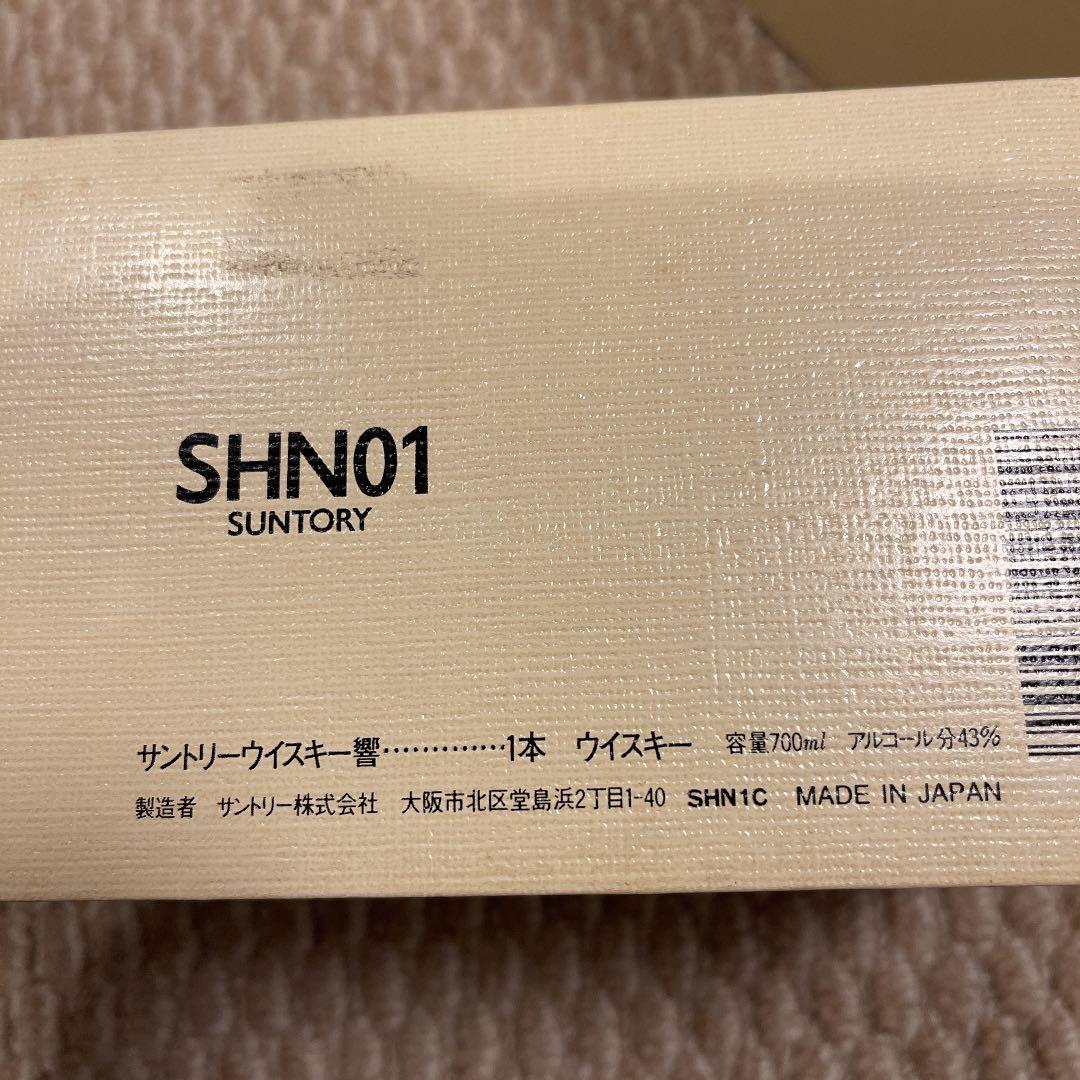 SHN01
SUNTORY
サントリーウイスキー響‥‥‥‥‥‥‥1本 ウイスキー 容量700ml アルコール分43%
製造者 サントリー株式会社 大阪市北区堂島浜2丁目1-40 SHN1C MADE IN JAPAN